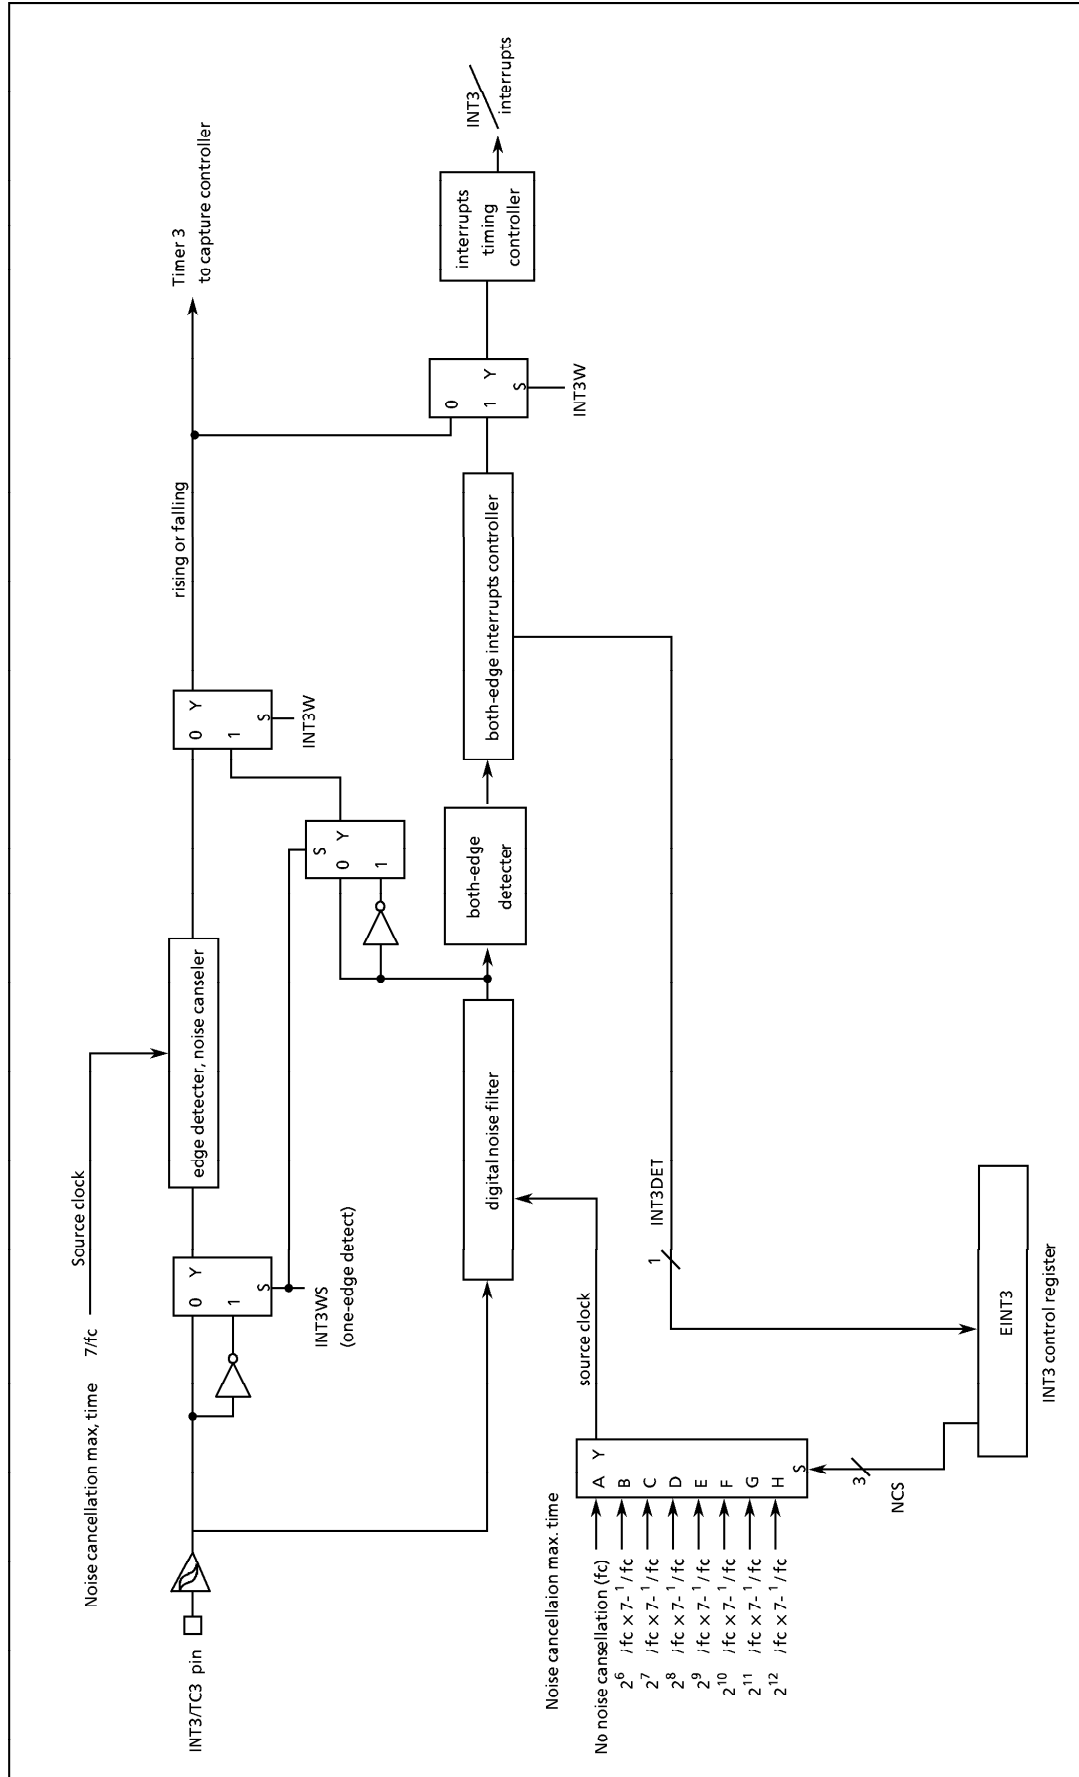 Noise cancellation max, time 7/fc
Source clock
INT3/TC3 pin
0 Y
1
S
INT3WS
(one-edge detect)
edge detecter, noise canseler
0 Y
1
S
INT3W
rising or falling
Timer 3
to capture controller
S
0 Y
1
digital noise filter
both-edge
detecter
both-edge interrupts controller
0
1 Y
S
INT3W
interrupts
timing
controller
INT3
interrupts
Noise cancellaion max. time
No noise cansellation (fc)
2^6 /fc × 7-^1/fc
2^7 /fc × 7-^1/fc
2^8 /fc × 7-^1/fc
2^9 /fc × 7-^1/fc
2^10 /fc × 7-^1/fc
2^11 /fc × 7-^1/fc
2^12 /fc × 7-^1/fc
A Y
B
C
D
E
F
G
H
S
source clock
3
NCS
1
INT3DET
EINT3
INT3 control register